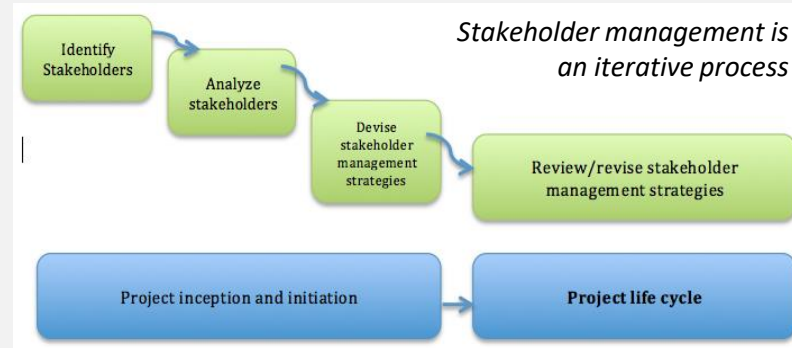 Stakeholder management is
an iterative process
Identify
Stakeholders
Analyze
stakeholders
Devise
stakeholder
management
strategies
Review/revise stakeholder
management strategies
Project inception and initiation
Project life cycle